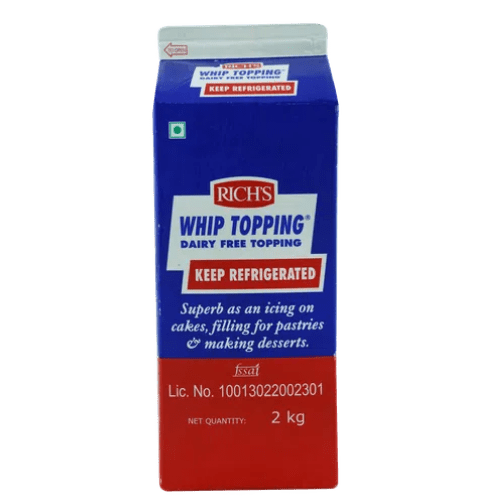 RICH'S
WHIP TOPPING
DAIRY FREE TOPPING
KEEP REFRIGERATED
RICH'S
WHIP TOPPING®
DAIRY FREE TOPPING
KEEP REFRIGERATED
Superb as an icing on
cakes, filling for pastries
& making desserts.
fssai
Lic. No. 10013022002301
NET QUANTITY: 2 kg